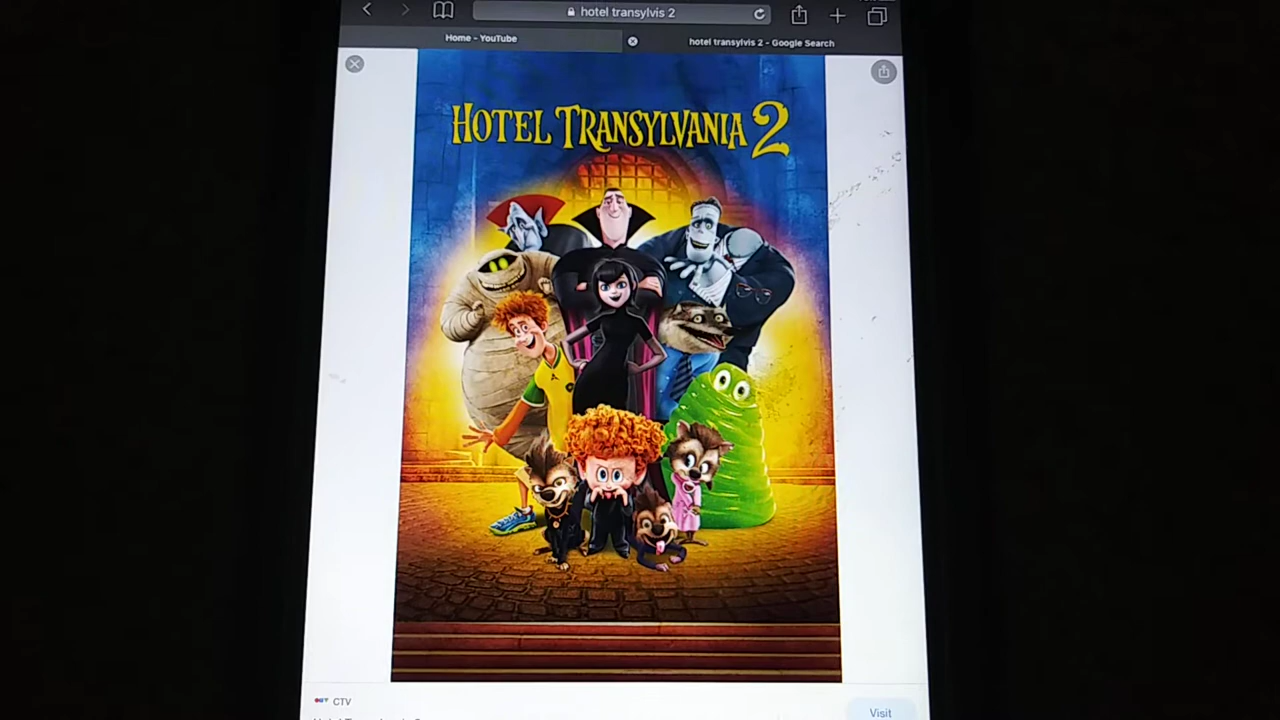 hotel transylvis 2
Home - YouTube
hotel transylvis 2 - Google Search
HOTEL TRANSYLVANIA 2
CTV
Visit